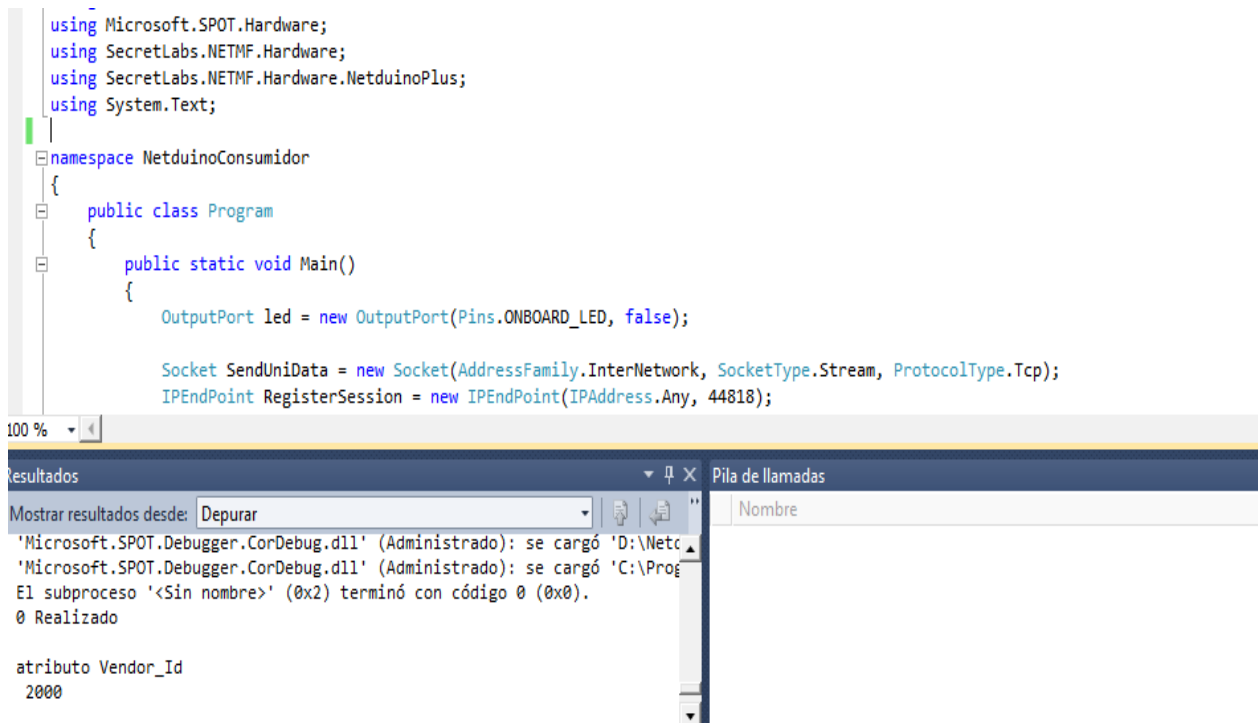 using Microsoft.SPOT.Hardware;
using SecretLabs.NETMF.Hardware;
using SecretLabs.NETMF.Hardware.NetduinoPlus;
using System.Text;
namespace NetduinoConsumidor
{
public class Program
{
public static void Main()
{
OutputPort led = new OutputPort(Pins.ONBOARD_LED, false);
Socket SendUniData = new Socket(AddressFamily.InterNetwork, SocketType.Stream, ProtocolType.Tcp);
IPEndPoint RegisterSession = new IPEndPoint(IPAddress.Any, 44818);
100 %
Resultados
Mostrar resultados desde: Depurar
'Microsoft.SPOT.Debugger.CorDebug.dll' (Administrado): se cargó 'D:\Netd
'Microsoft.SPOT.Debugger.CorDebug.dll' (Administrado): se cargó 'C:\Prog
El subproceso '<Sin nombre>' (0x2) terminó con código 0 (0x0).
0 Realizado
atributo Vendor_Id
2000
Pila de llamadas
Nombre